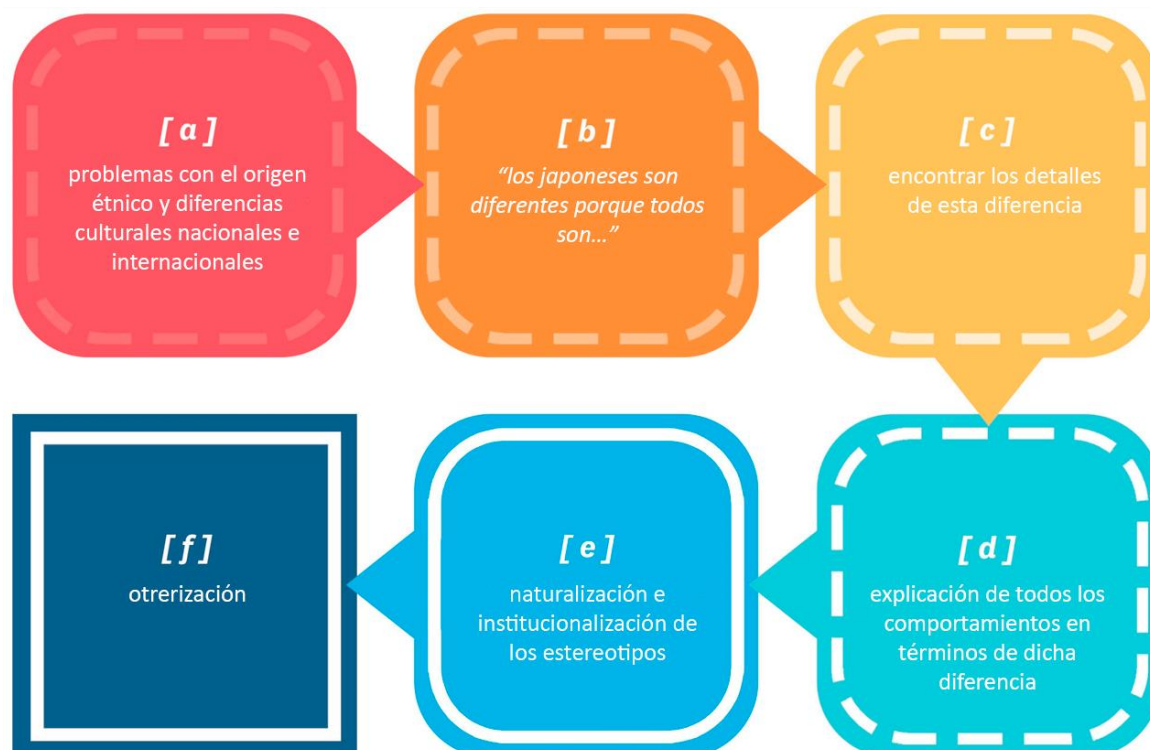 [ a ]
problemas con el origen
étnico y diferencias
culturales nacionales e
internacionales
[ b ]
“los japoneses son
diferentes porque todos
son...”
[ c ]
encontrar los detalles
de esta diferencia
[ d ]
explicación de todos los
comportamientos en
términos de dicha
diferencia
[ e ]
naturalización e
institucionalización de
los estereotipos
[ f ]
otrerización